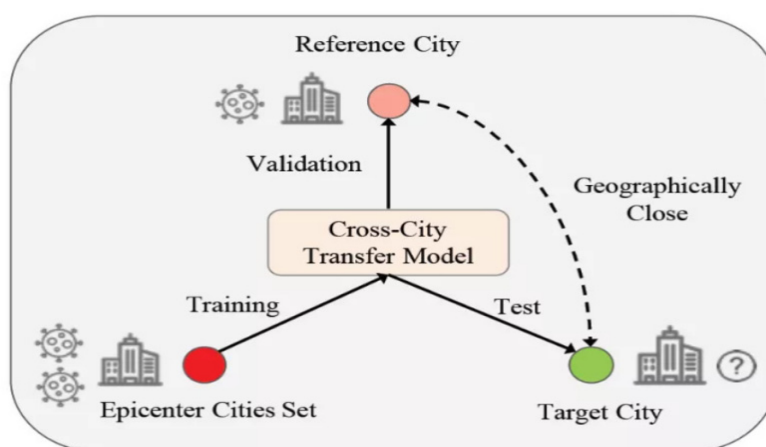 Reference City
Validation
Geographically
Close
Cross-City
Transfer Model
Training
Test
?
Epicenter Cities Set
Target City